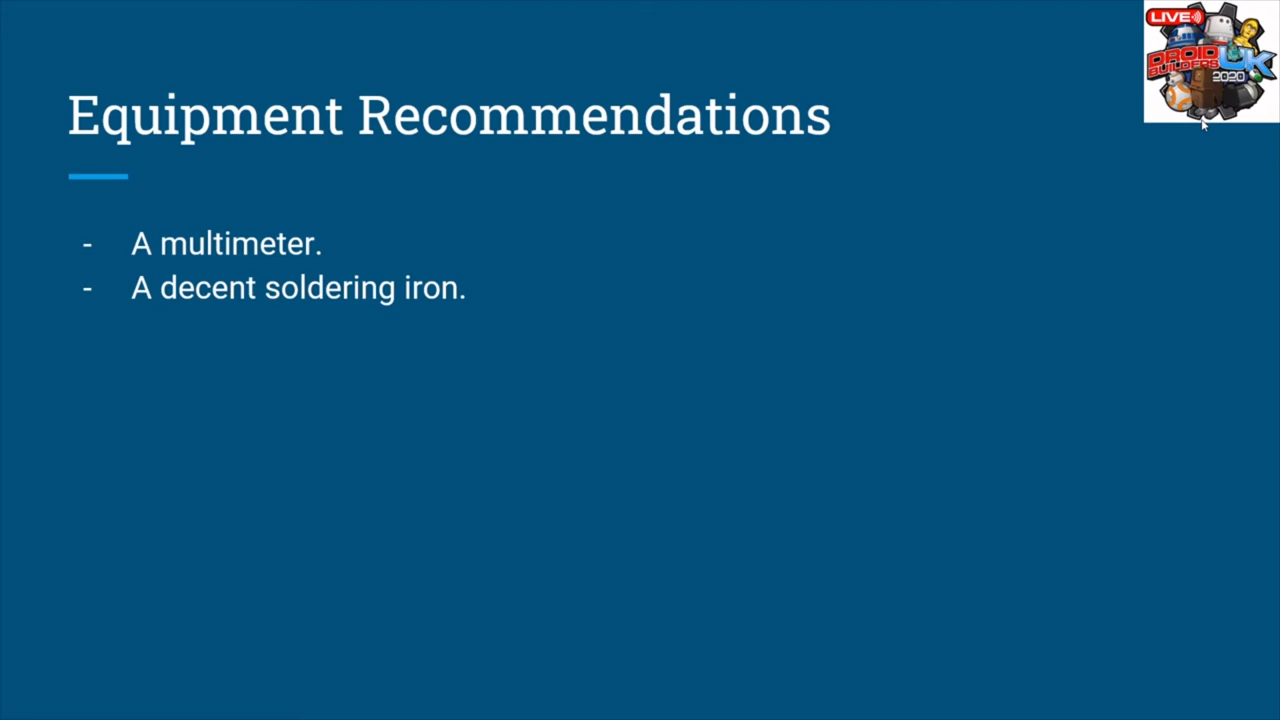 LIVE
DROID
BUILDERS
UK
2020
Equipment Recommendations
- A multimeter.
- A decent soldering iron.